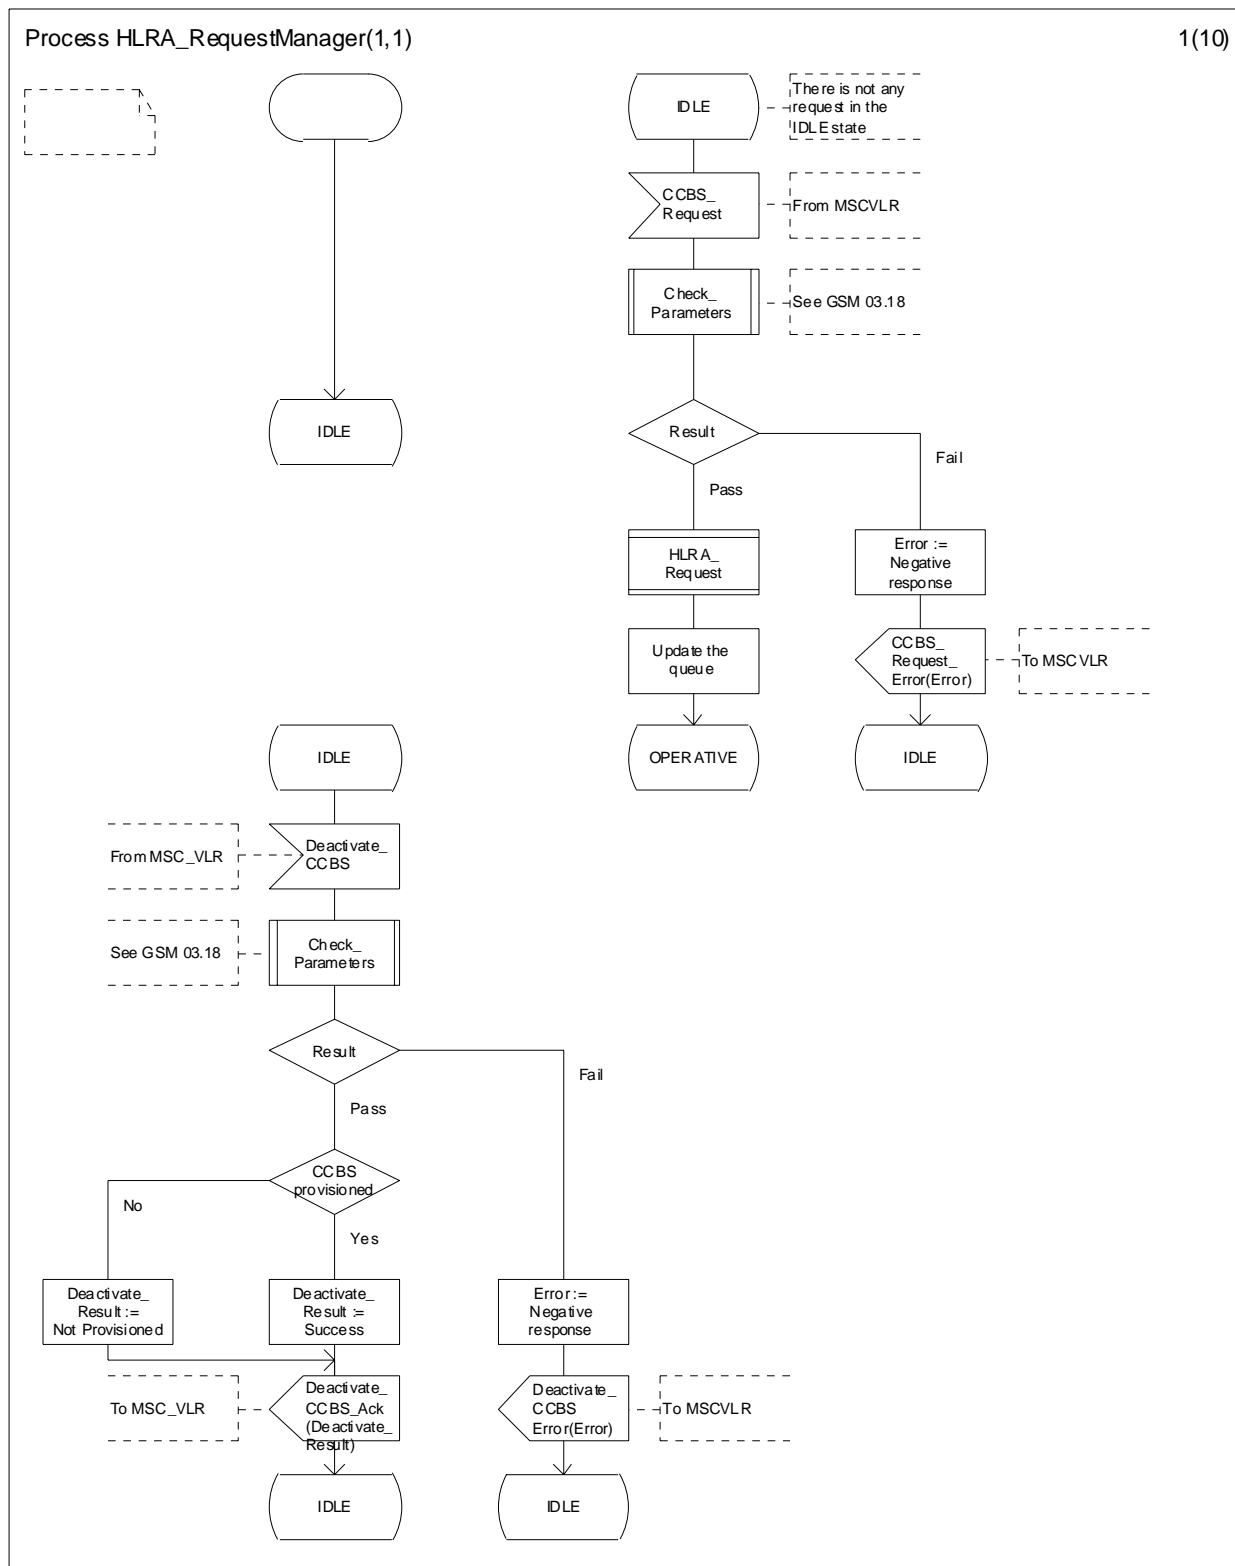 Process HLRA_RequestManager(1,1)
1(10)
IDLE
There is not any
request in the
IDLE state
CCBS_
Request
From MSCVLR
Check_
Parameters
See GSM 03.18
IDLE
Result
Fail
Pass
HLRA_
Request
Error :=
Negative
response
Update the
queue
CCBS_
Request_
Error(Error)
To MSCVLR
IDLE
OPERATIVE
IDLE
From MSC_VLR
Deactivate_
CCBS
See GSM 03.18
Check_
Parameters
Result
Fail
Pass
CCBS
provisioned
No
Yes
Deactivate_
Result :=
Not Provisioned
Deactivate_
Result :=
Success
Error :=
Negative
response
To MSC_VLR
Deactivate_
CCBS_Ack
(Deactivate_
Result)
Deactivate_
CCBS
Error(Error)
To MSCVLR
IDLE
IDLE